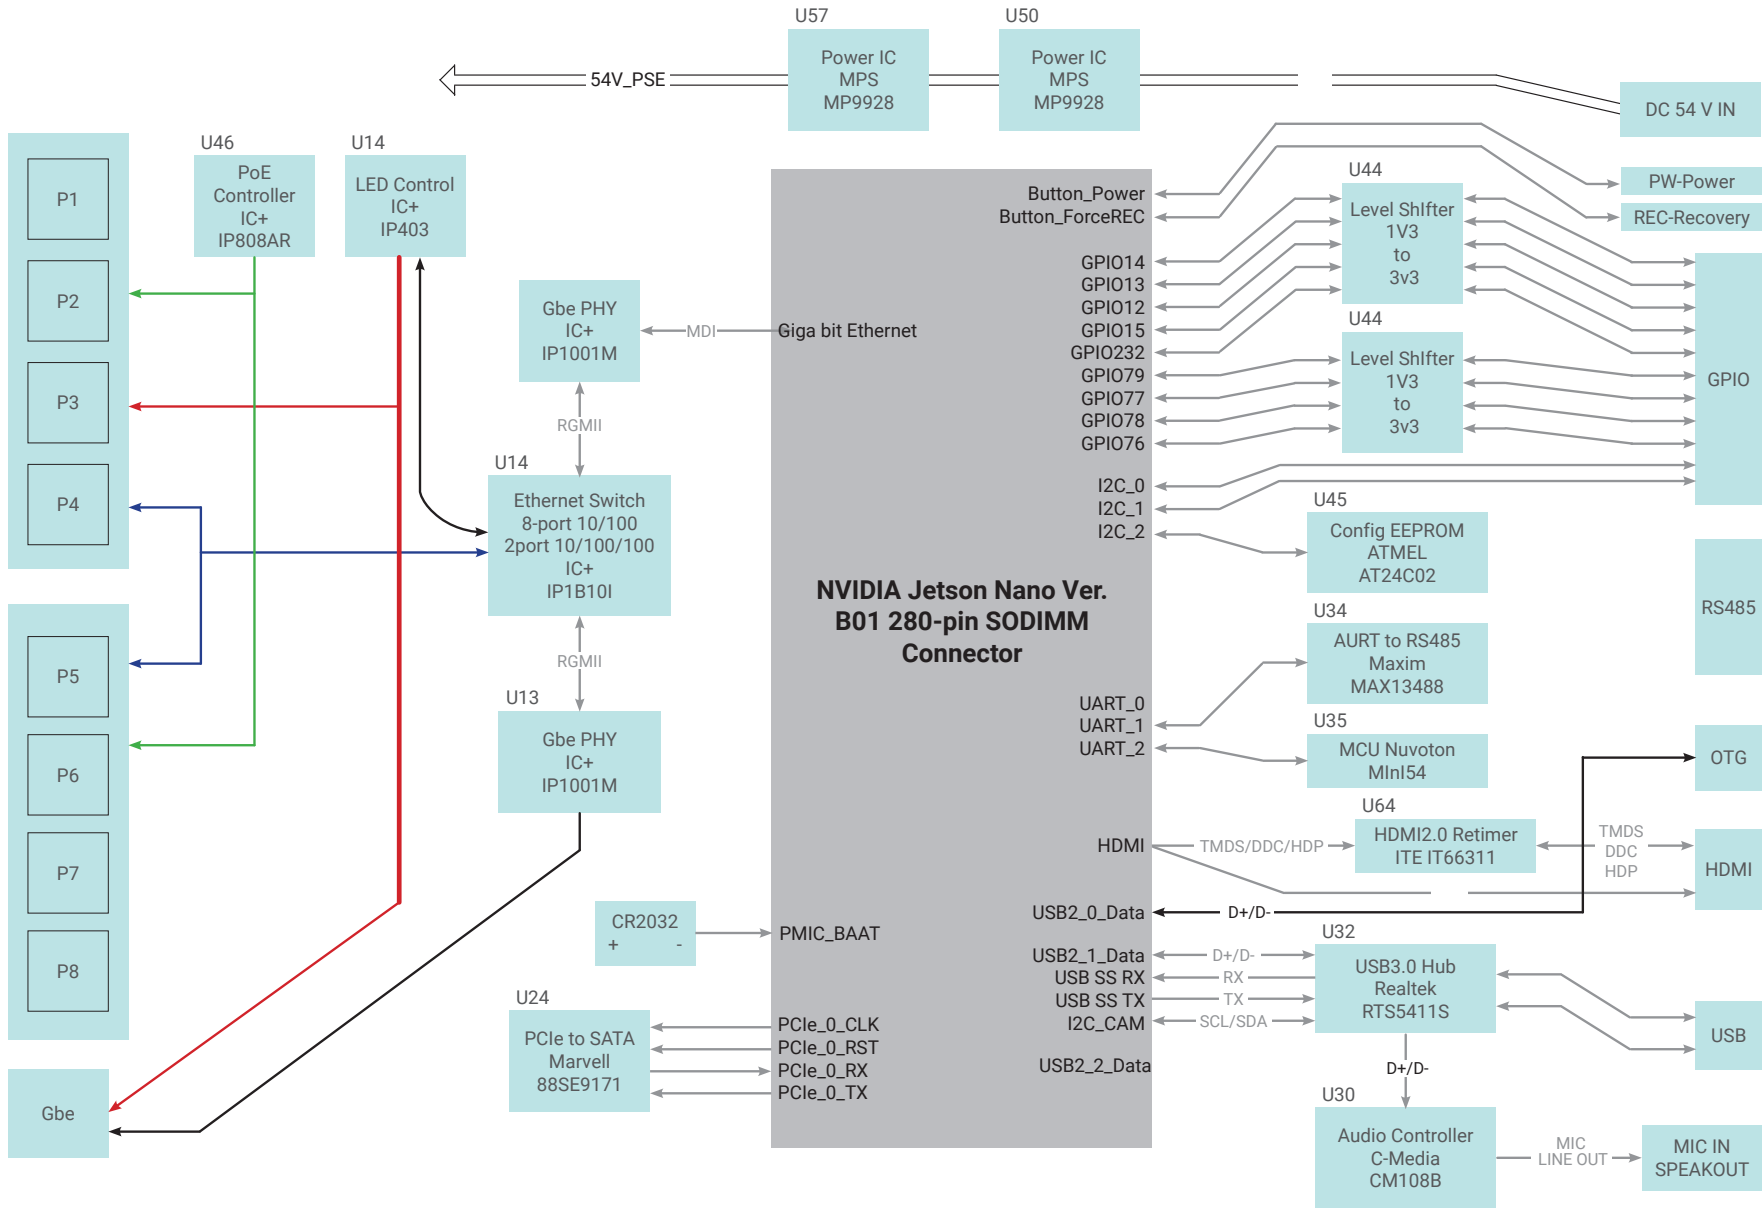 U57
U50
Power IC
MPS
MP9928
Power IC
MPS
MP9928
54V_PSE
DC 54 V IN
P1
P2
P3
P4
P5
P6
P7
P8
Gbe
U46
PoE
Controller
IC+
IP808AR
U14
LED Control
IC+
IP403
Gbe PHY
IC+
IP1001M
MDI
RGMII
U14
Ethernet Switch
8-port 10/100
2port 10/100/100
IC+
IP1B10I
RGMII
U13
Gbe PHY
IC+
IP1001M
CR2032
+ -
U24
PCIe to SATA
Marvell
88SE9171
Giga bit Ethernet
NVIDIA Jetson Nano Ver.
B01 280-pin SODIMM
Connector
PMIC_BAAT
PCIe_0_CLK
PCIe_0_RST
PCIe_0_RX
PCIe_0_TX
Button_Power
Button_ForceREC
GPIO14
GPIO13
GPIO12
GPIO15
GPIO232
GPIO79
GPIO77
GPIO78
GPIO76
I2C_0
I2C_1
I2C_2
UART_0
UART_1
UART_2
HDMI
USB2_0_Data
USB2_1_Data
USB SS RX
USB SS TX
I2C_CAM
USB2_2_Data
U44
Level ShIfter
1V3
to
3v3
U44
Level ShIfter
1V3
to
3v3
U45
Config EEPROM
ATMEL
AT24C02
U34
AURT to RS485
Maxim
MAX13488
U35
MCU Nuvoton
MInI54
U64
TMDS/DDC/HDP
HDMI2.0 Retimer
ITE IT66311
TMDS
DDC
HDP
D+/D-
U32
D+/D-
RX
TX
SCL/SDA
USB3.0 Hub
Realtek
RTS5411S
D+/D-
U30
Audio Controller
C-Media
CM108B
MIC
LINE OUT
PW-Power
REC-Recovery
GPIO
RS485
OTG
HDMI
USB
MIC IN
SPEAKOUT